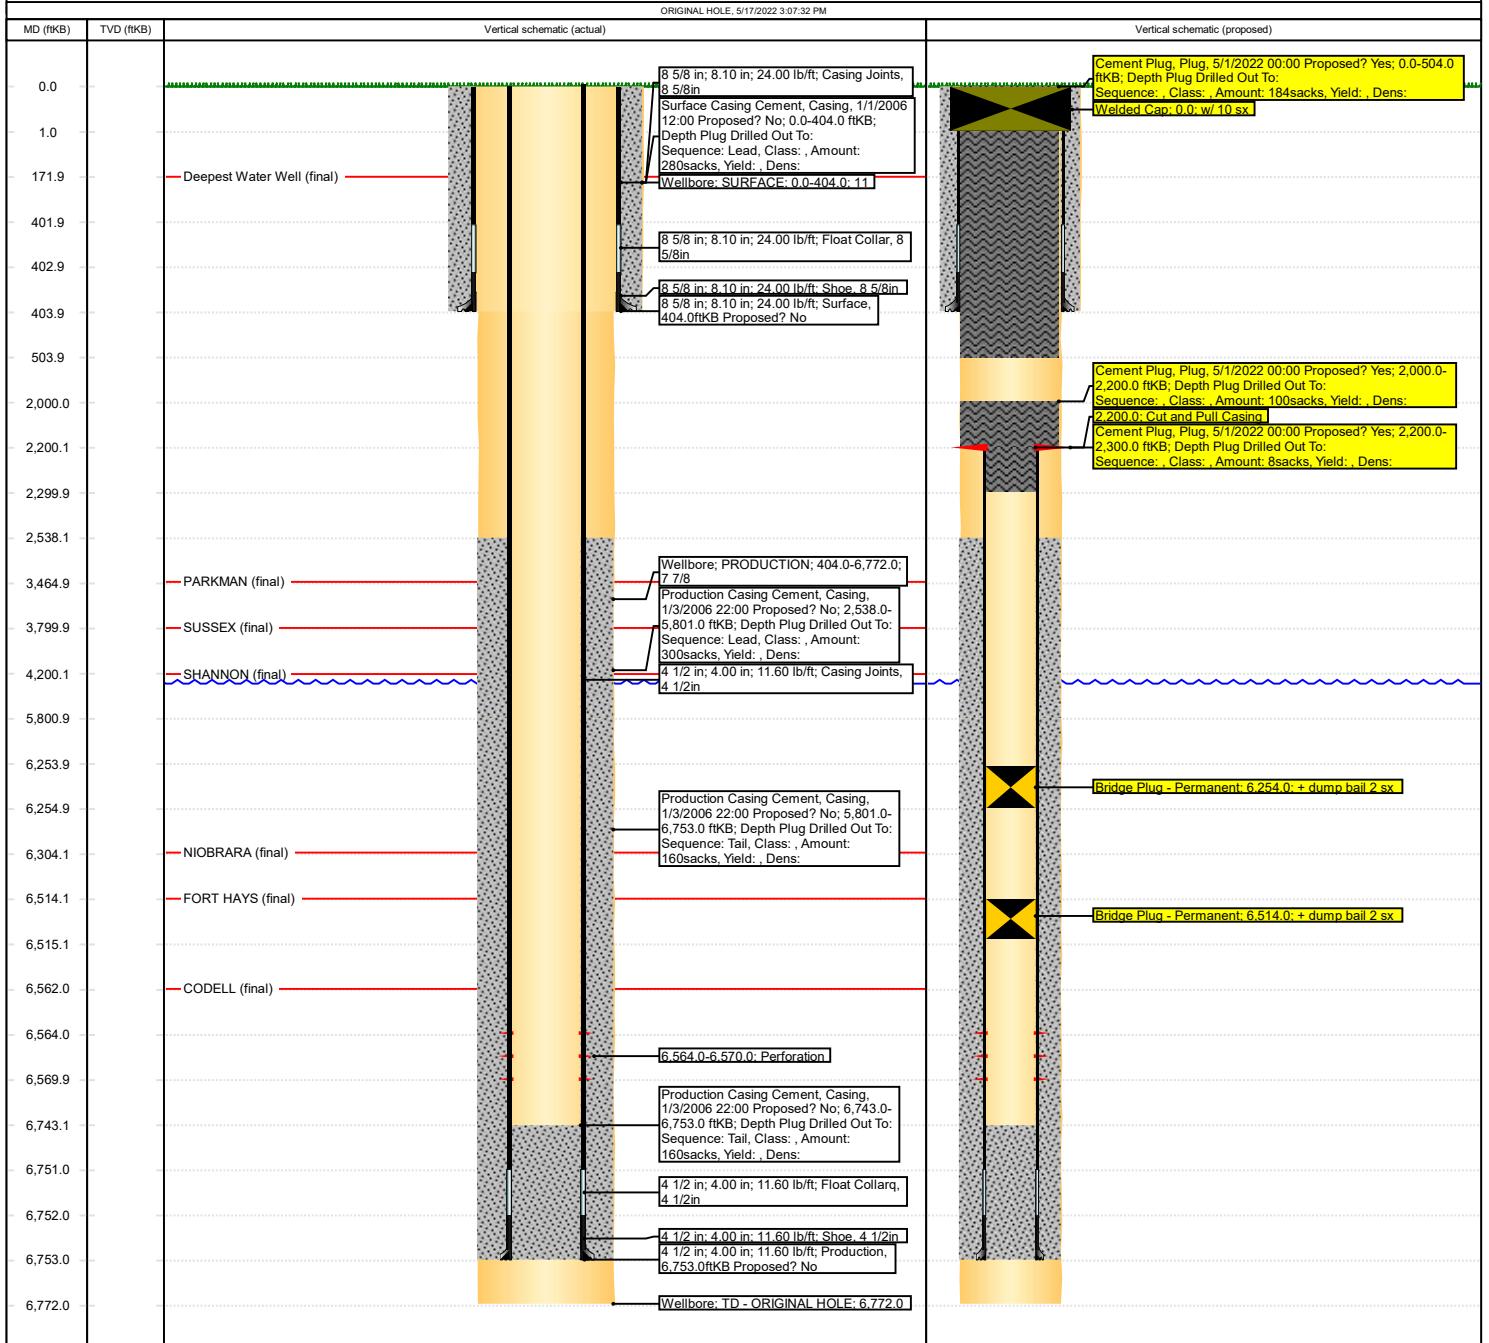 ORIGINAL HOLE, 5/17/2022 3:07:32 PM
MD (ftKB)
TVD (ftKB)
Vertical schematic (actual)
Vertical schematic (proposed)
0.0
1.0
171.9
401.9
402.9
403.9
503.9
2,000.0
2,200.1
2,299.9
2,538.1
3,464.9
3,799.9
4,200.1
5,800.9
6,253.9
6,254.9
6,304.1
6,514.1
6,515.1
6,562.0
6,564.0
6,569.9
6,743.1
6,751.0
6,752.0
6,753.0
6,772.0
Deepest Water Well (final)
PARKMAN (final)
SUSSEX (final)
SHANNON (final)
NIOBRARA (final)
FORT HAYS (final)
CODELL (final)
8 5/8 in; 8.10 in; 24.00 lb/ft; Casing Joints,
8 5/8in
Surface Casing Cement, Casing, 1/1/2006
12:00 Proposed? No; 0.0-404.0 ftKB;
Depth Plug Drilled Out To:
Sequence: Lead, Class: , Amount:
280sacks, Yield: , Dens:
Wellbore; SURFACE; 0.0-404.0; 11
8 5/8 in; 8.10 in; 24.00 lb/ft; Float Collar, 8
5/8in
8 5/8 in; 8.10 in; 24.00 lb/ft; Shoe, 8 5/8in
8 5/8 in; 8.10 in; 24.00 lb/ft; Surface,
404.0ftKB Proposed? No
Wellbore; PRODUCTION; 404.0-6,772.0;
7 7/8
Production Casing Cement, Casing,
1/3/2006 22:00 Proposed? No; 2,538.0-
5,801.0 ftKB; Depth Plug Drilled Out To:
Sequence: Lead, Class: , Amount:
300sacks, Yield: , Dens:
4 1/2 in; 4.00 in; 11.60 lb/ft; Casing Joints,
4 1/2in
Production Casing Cement, Casing,
1/3/2006 22:00 Proposed? No; 5,801.0-
6,753.0 ftKB; Depth Plug Drilled Out To:
Sequence: Tail, Class: , Amount:
160sacks, Yield: , Dens:
6,564.0-6,570.0; Perforation
Production Casing Cement, Casing,
1/3/2006 22:00 Proposed? No; 6,743.0-
6,753.0 ftKB; Depth Plug Drilled Out To:
Sequence: Tail, Class: , Amount:
160sacks, Yield: , Dens:
4 1/2 in; 4.00 in; 11.60 lb/ft; Float Collarq,
4 1/2in
4 1/2 in; 4.00 in; 11.60 lb/ft; Shoe, 4 1/2in
4 1/2 in; 4.00 in; 11.60 lb/ft; Production,
6,753.0ftKB Proposed? No
Wellbore; TD - ORIGINAL HOLE; 6,772.0
Cement Plug, Plug, 5/1/2022 00:00 Proposed? Yes; 0.0-504.0
ftKB; Depth Plug Drilled Out To:
Sequence: , Class: , Amount: 184sacks, Yield: , Dens:
Welded Cap; 0.0; w/ 10 sx
Cement Plug, Plug, 5/1/2022 00:00 Proposed? Yes; 2,000.0-
2,200.0 ftKB; Depth Plug Drilled Out To:
Sequence: , Class: , Amount: 100sacks, Yield: , Dens:
2,200.0; Cut and Pull Casing
Cement Plug, Plug, 5/1/2022 00:00 Proposed? Yes; 2,200.0-
2,300.0 ftKB; Depth Plug Drilled Out To:
Sequence: , Class: , Amount: 8sacks, Yield: , Dens:
Bridge Plug - Permanent; 6,254.0; + dump bail 2 sx
Bridge Plug - Permanent; 6,514.0; + dump bail 2 sx